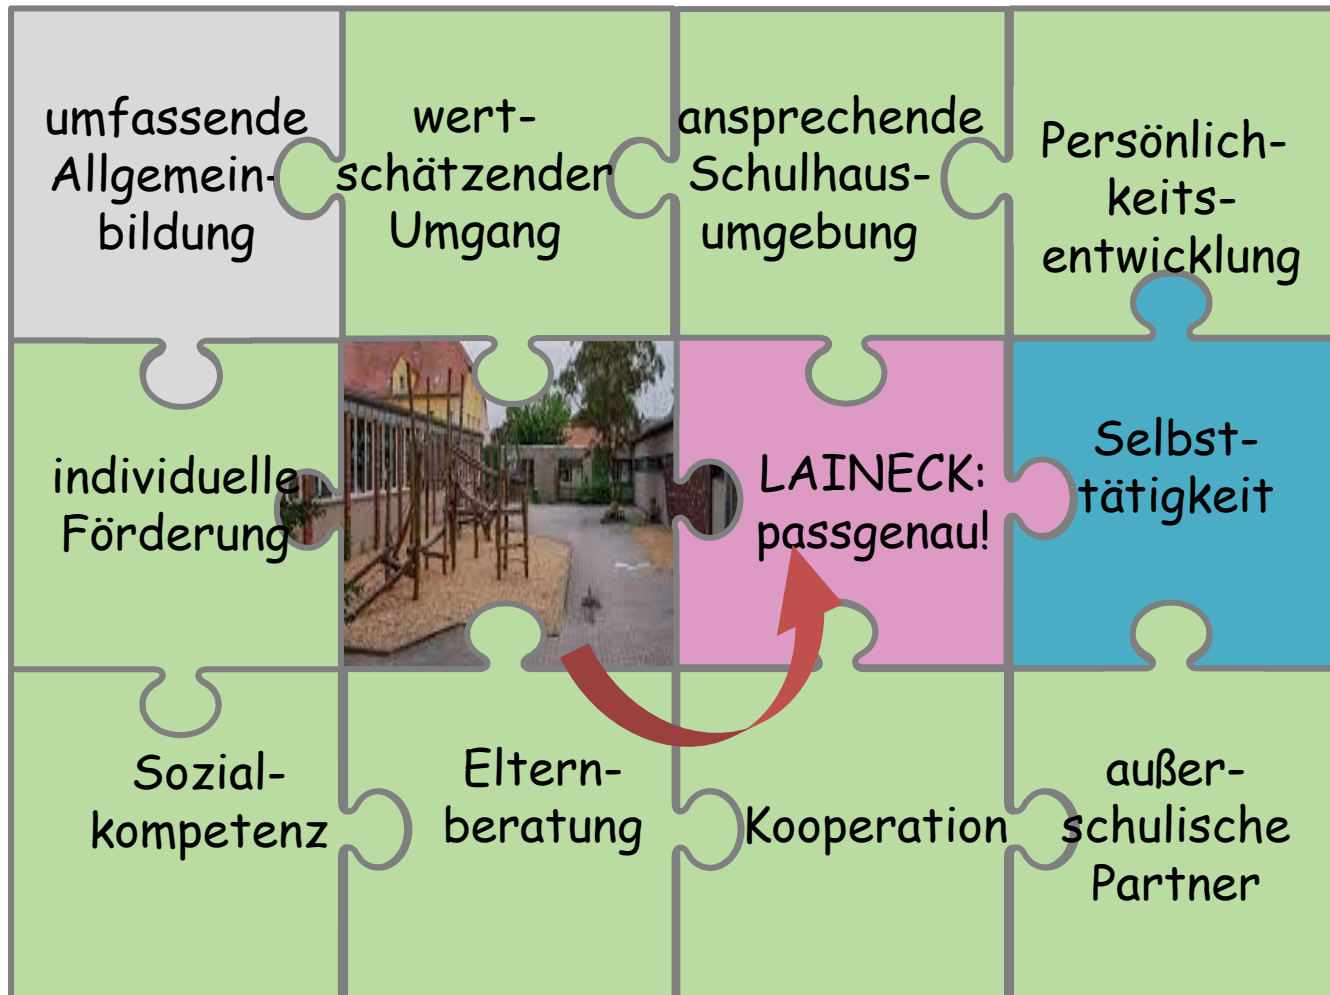 umfassende
Allgemein-
bildung
wert-
schätzender
Umgang
ansprechende
Schulhaus-
umgebung
Persönlich-
keits-
entwicklung
individuelle
Förderung
LAINECK:
passgenau!
Selbst-
tätigkeit
Sozial-
kompetenz
Eltern-
beratung
Kooperation
außer-
schulische
Partner